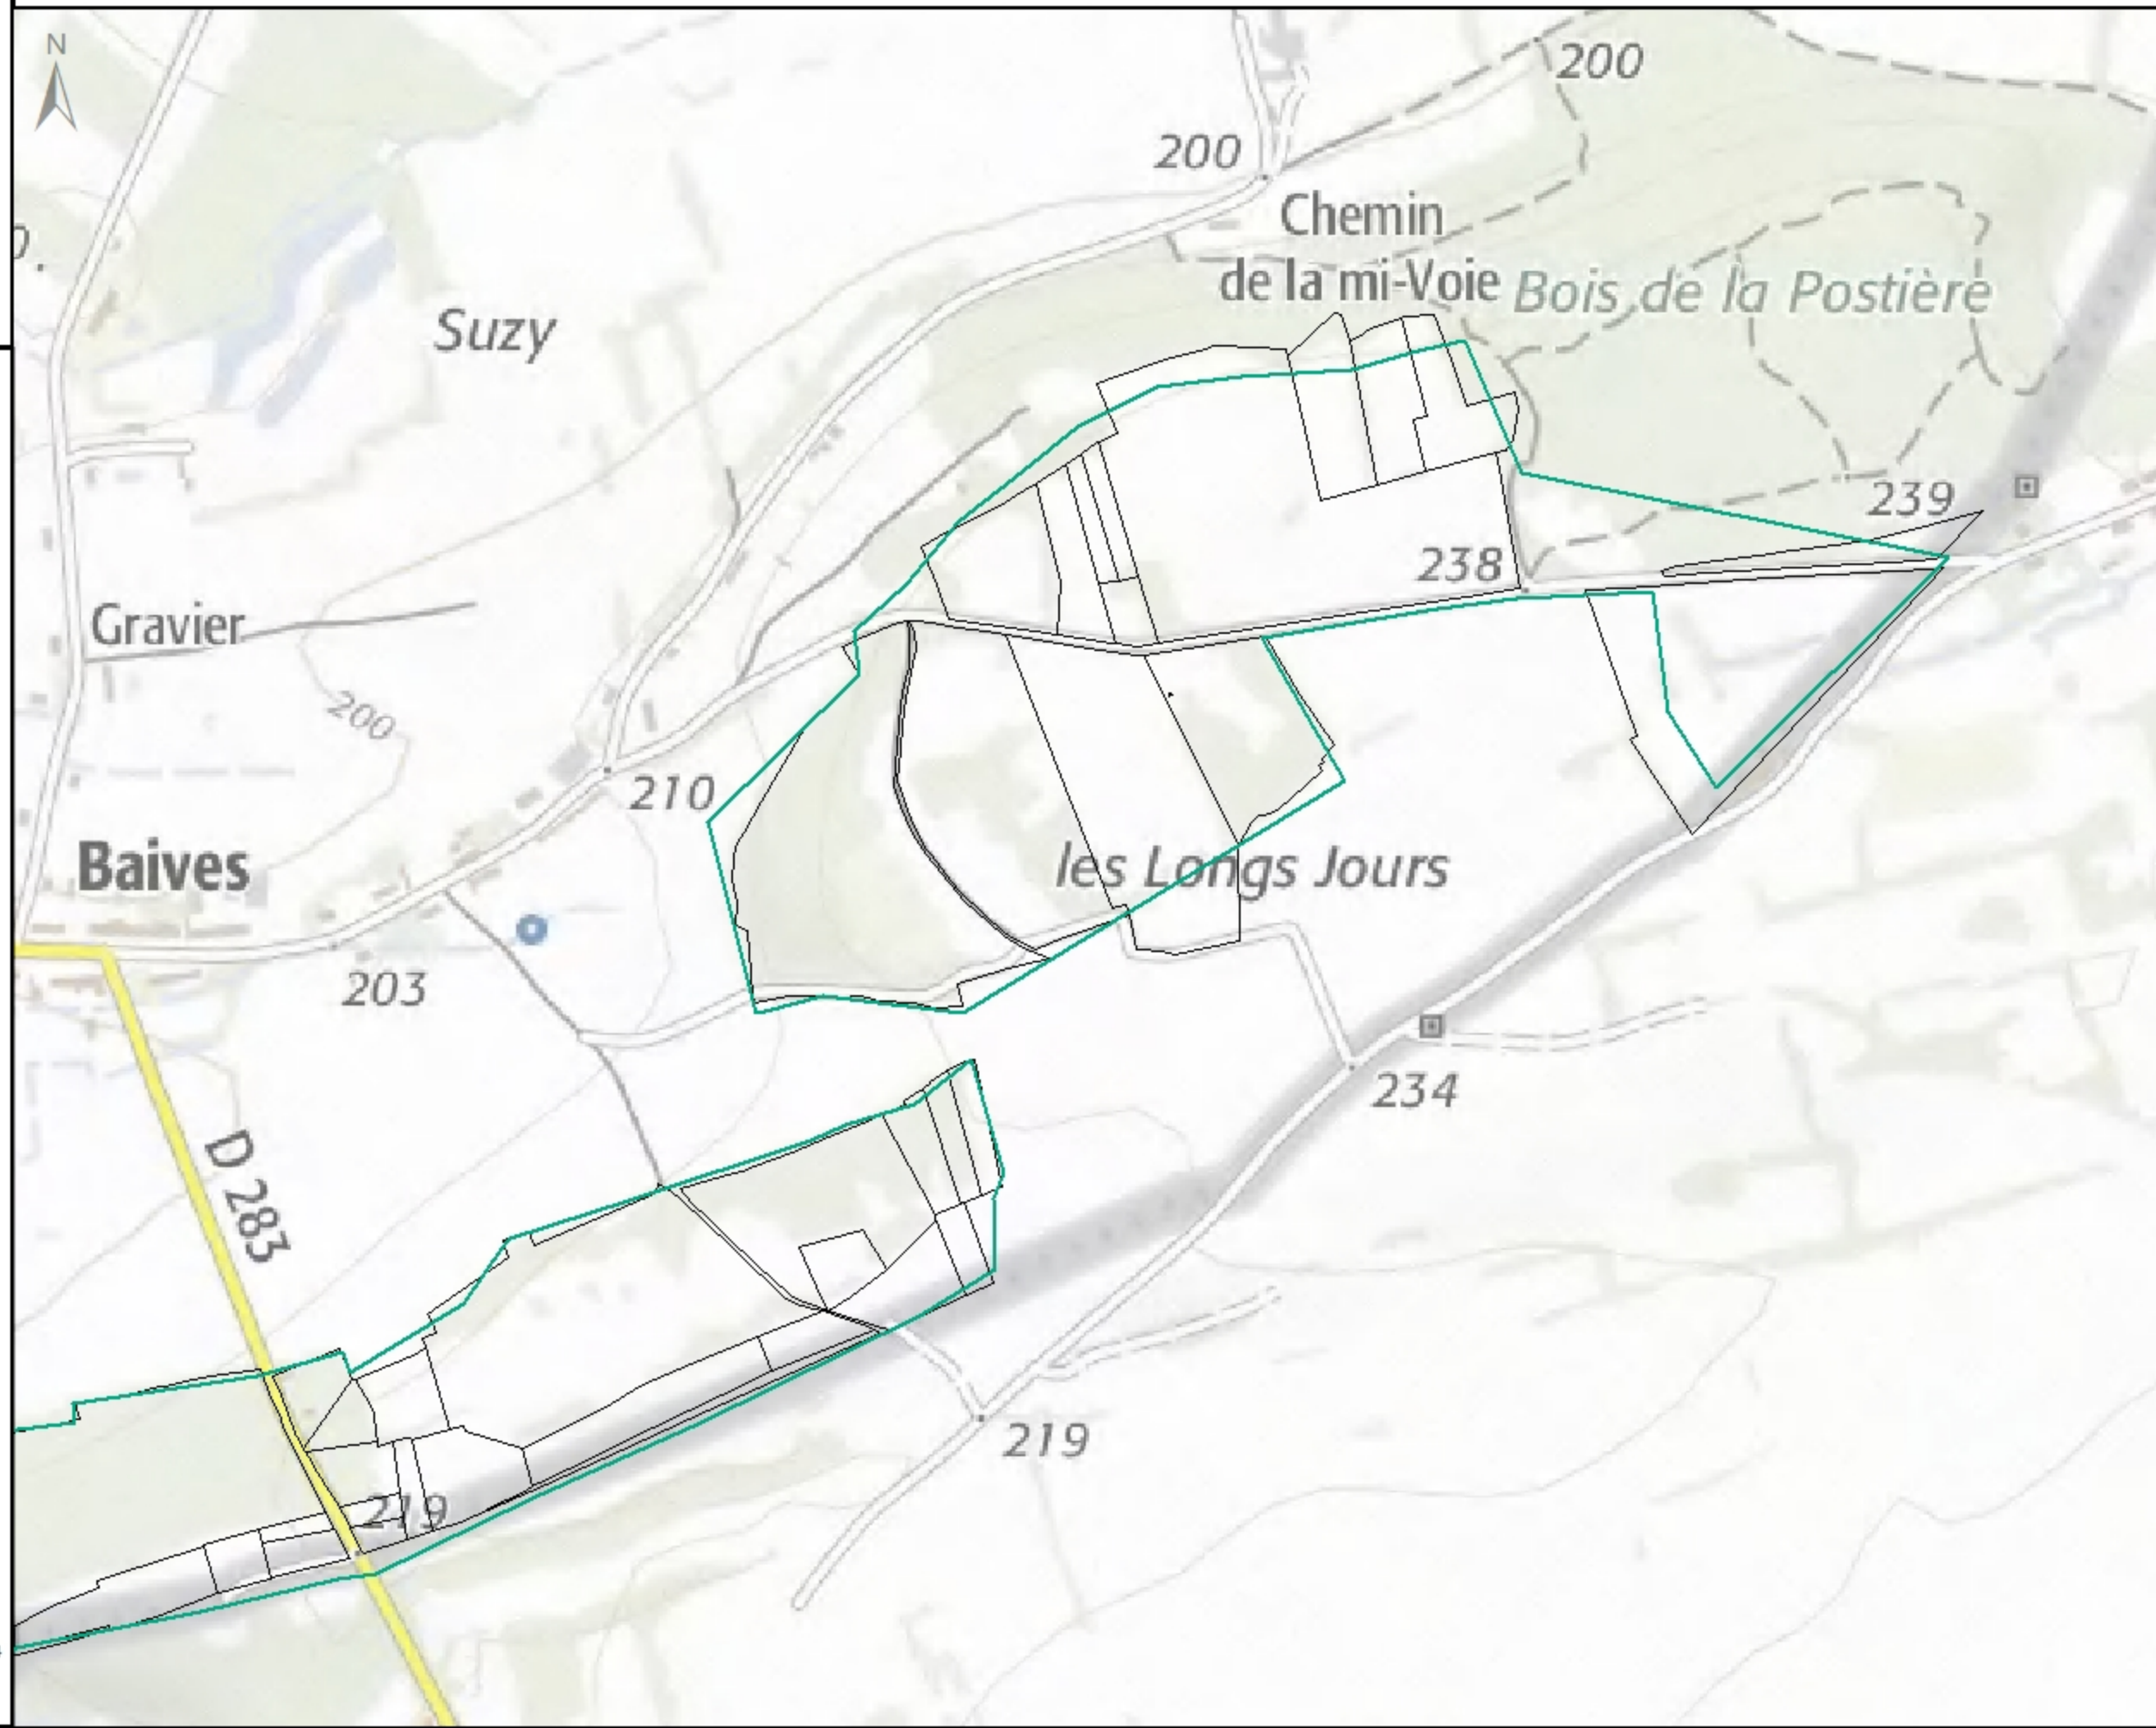 N
200
200
Chemin
de la mi-Voie
Bois de la Postière
0.
Suzy
239
238
Gravier
200
210
les Longs Jours
Baives
203
234
D 283
219
219